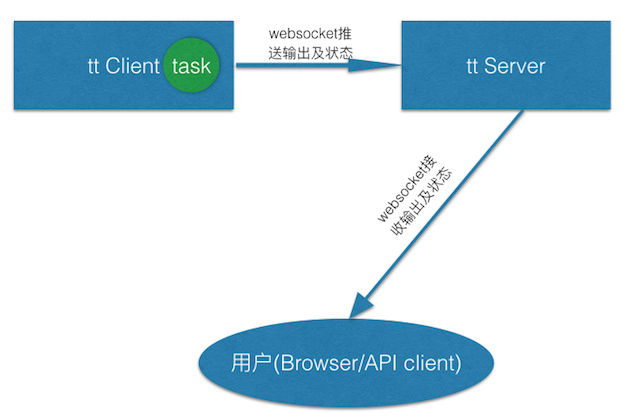 websocket推
送输出及状态
tt Client task
tt Server
websocket接
收输出及状态
用户(Browser/API client)